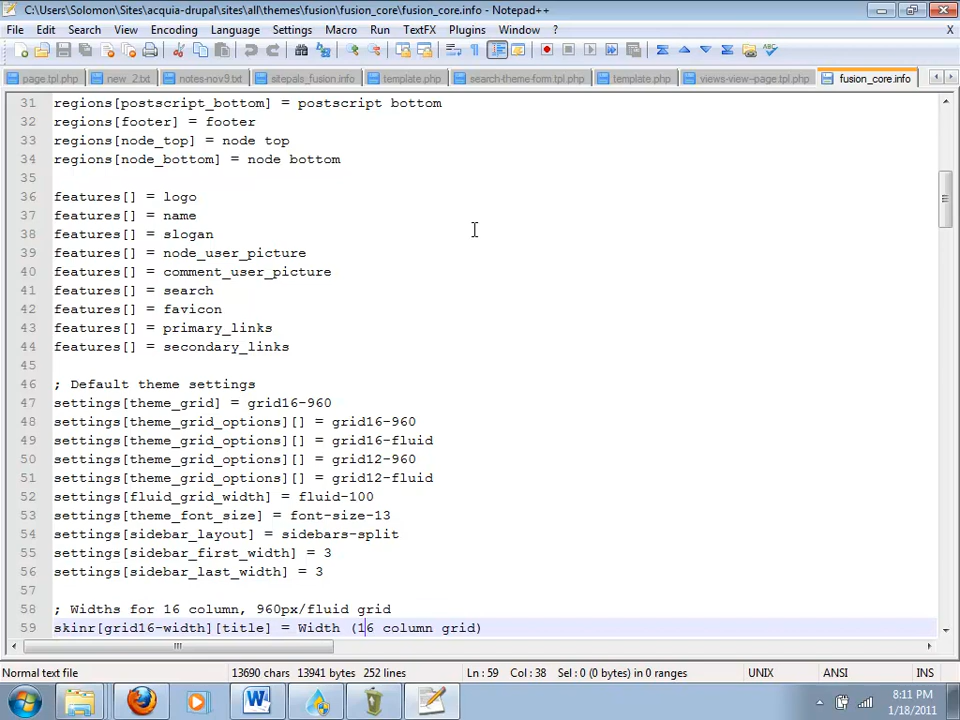 C:\Users\Solomon\Sites\acquia-drupal\sites\all\themes\fusion\fusion_core\fusion_core.info - Notepad++
File Edit Search View Encoding Language Settings Macro Run TextFX Plugins Window ? X
page.tpl.php new_2.txt notes-nov9.txt sitepals_fusion.info template.php search-theme-form.tpl.php template.php views-view--page.tpl.php fusion_core.info
31 regions[postscript_bottom] = postscript bottom
32 regions[footer] = footer
33 regions[node_top] = node top
34 regions[node_bottom] = node bottom
35
36 features[] = logo
37 features[] = name
38 features[] = slogan
39 features[] = node_user_picture
40 features[] = comment_user_picture
41 features[] = search
42 features[] = favicon
43 features[] = primary_links
44 features[] = secondary_links
45
46 ; Default theme settings
47 settings[theme_grid] = grid16-960
48 settings[theme_grid_options][] = grid16-960
49 settings[theme_grid_options][] = grid16-fluid
50 settings[theme_grid_options][] = grid12-960
51 settings[theme_grid_options][] = grid12-fluid
52 settings[fluid_grid_width] = fluid-100
53 settings[theme_font_size] = font-size-13
54 settings[sidebar_layout] = sidebars-split
55 settings[sidebar_first_width] = 3
56 settings[sidebar_last_width] = 3
57
58 ; Widths for 16 column, 960px/fluid grid
59 skinr[grid16-width][title] = Width (16 column grid)
Normal text file 13690 chars 13941 bytes 252 lines Ln : 59 Col : 38 Sel : 0 (0 bytes) in 0 ranges UNIX ANSI INS
8:11 PM
1/18/2011